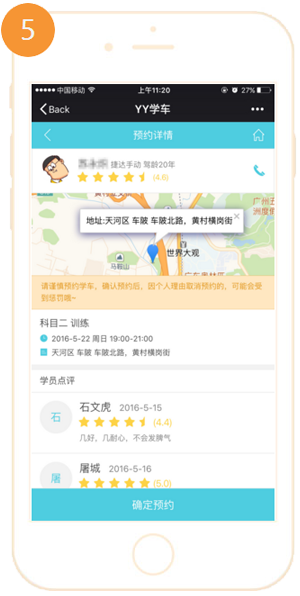 5
中国移动 上午11:20 27%
Back YY学车
预约详情
捷达手动 驾龄20年
(4.6)
广州五
地址:天河区 车陂 车陂北路，黄村横岗街
世界大观
马鞍山
请谨慎预约学车，确认预约后，因个人理由取消预约的，可能会受
到惩罚哦~
科目二 训练
2016-5-22 周日 19:00-21:00
天河区 车陂 车陂北路，黄村横岗街
学员点评
石
石文虎 2016-5-15
(4.4)
几好，几耐心，不会发脾气
屠
屠城 2016-5-16
(5.0)
确定预约